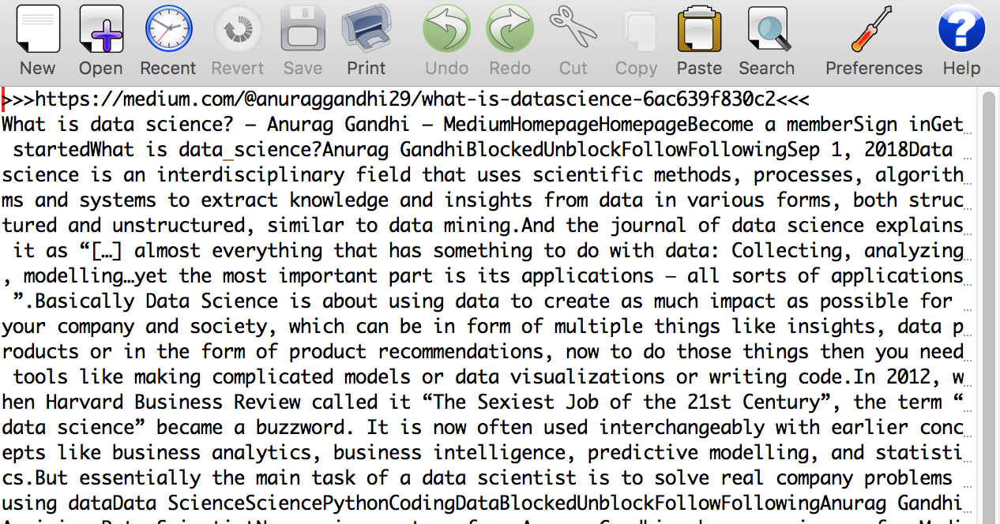 New Open Recent Revert Save Print Undo Redo Cut Copy Paste Search Preferences Help
>>>https://medium.com/@anuraggandhi29/what-is-datascience-6ac639f830c2<<<
What is data science? – Anurag Gandhi – MediumHomepageHomepageBecome a memberSign inGet
startedWhat is data_science?Anurag GandhiBlockedUnblockFollowFollowingSep 1, 2018Data
science is an interdisciplinary field that uses scientific methods, processes, algorith
ms and systems to extract knowledge and insights from data in various forms, both struc
tured and unstructured, similar to data mining.And the journal of data science explains
it as “[…] almost everything that has something to do with data: Collecting, analyzing
, modelling…yet the most important part is its applications — all sorts of applications
”.Basically Data Science is about using data to create as much impact as possible for
your company and society, which can be in form of multiple things like insights, data p
roducts or in the form of product recommendations, now to do those things then you need
tools like making complicated models or data visualizations or writing code.In 2012, w
hen Harvard Business Review called it “The Sexiest Job of the 21st Century”, the term “
data science” became a buzzword. It is now often used interchangeably with earlier conc
epts like business analytics, business intelligence, predictive modelling, and statisti
cs.But essentially the main task of a data scientist is to solve real company problems
using dataData ScienceSciencePythonCodingDataBlockedUnblockFollowFollowingAnurag Gandhi